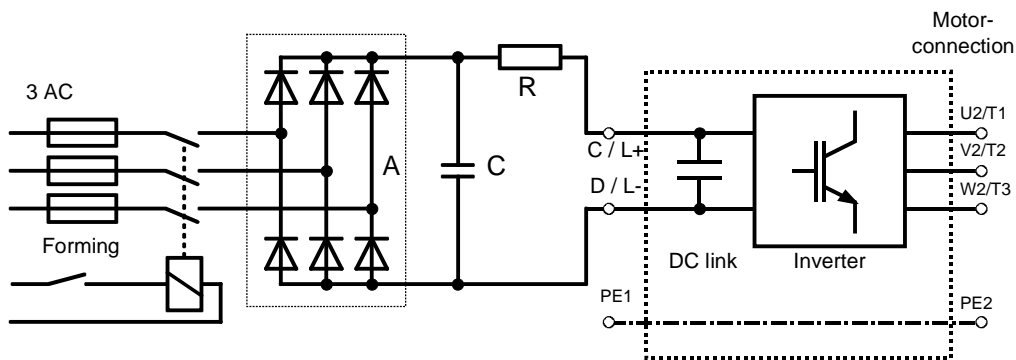 Motor-
connection
3 AC
R
U2/T1
C / L+
V2/T2
A
C
D / L-
W2/T3
Forming
DC link
Inverter
PE1
PE2